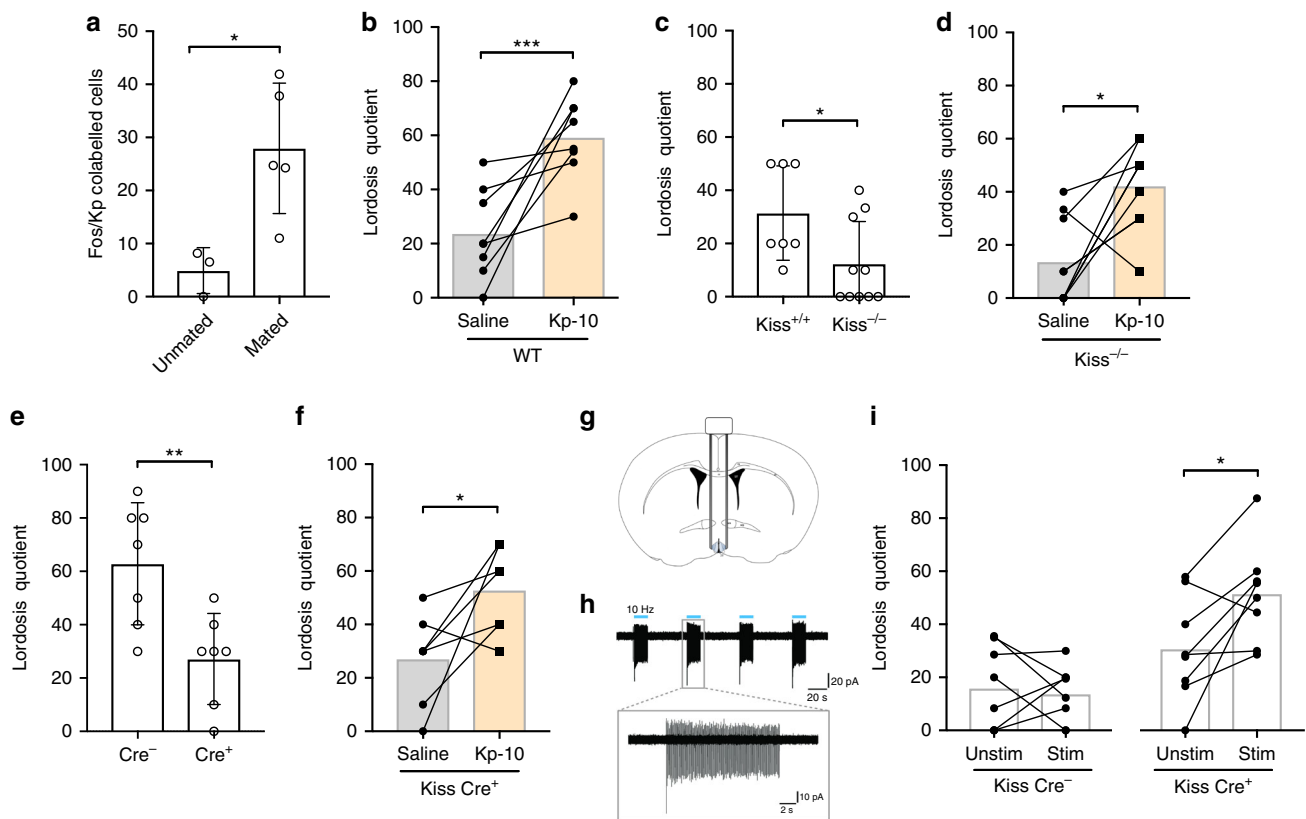 a
50
40
30
20
10
0
Fos/Kp colabelled cells
*
Unmated
Mated
b
100
80
60
40
20
0
Lordosis quotient
***
Saline
Kp-10
WT
c
100
80
60
40
20
0
Lordosis quotient
*
Kiss+/+
Kiss–/–
d
100
80
60
40
20
0
Lordosis quotient
*
Saline
Kp-10
Kiss–/–
e
100
80
60
40
20
0
Lordosis quotient
**
Cre–
Cre+
f
100
80
60
40
20
0
Lordosis quotient
*
Saline
Kp-10
Kiss Cre+
g
h
10 Hz
20 pA
20 s
10 pA
2 s
i
100
80
60
40
20
0
Lordosis quotient
*
Unstim
Stim
Kiss Cre–
Unstim
Stim
Kiss Cre+